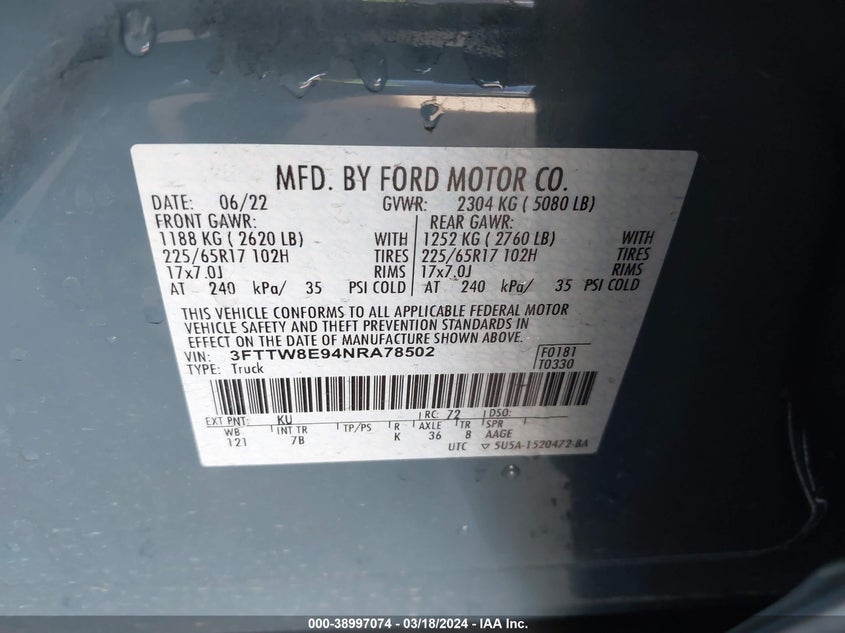 MFD. BY FORD MOTOR CO.
DATE: 06/22 GVWR: 2304 KG ( 5080 LB)
FRONT GAWR: REAR GAWR:
1188 KG ( 2620 LB) WITH 1252 KG ( 2760 LB) WITH
225/65R17 102H TIRES 225/65R17 102H TIRES
17x7.0J RIMS 17x7.0J RIMS
AT 240 kPa/ 35 PSI COLD AT 240 kPa/ 35 PSI COLD
THIS VEHICLE CONFORMS TO ALL APPLICABLE FEDERAL MOTOR
VEHICLE SAFETY AND THEFT PREVENTION STANDARDS IN
EFFECT ON THE DATE OF MANUFACTURE SHOWN ABOVE.
VIN: 3FTTW8E94NRA78502 F0181
TYPE: Truck T0330
EXT PNT: KU RC: 72 DSO:
WB INT TR TP/PS R AXLE TR SPR
121 7B K 36 8 AAGE
UTC ▽ 5U5A-1520472-BA
000-38997074 / 03/18/2024 - IAA Inc.